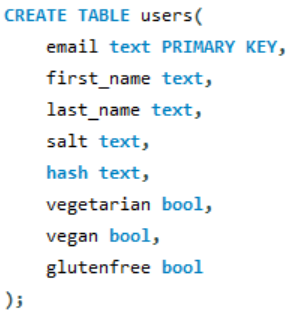 CREATE TABLE users(
email text PRIMARY KEY,
first_name text,
last_name text,
salt text,
hash text,
vegetarian bool,
vegan bool,
glutenfree bool
);